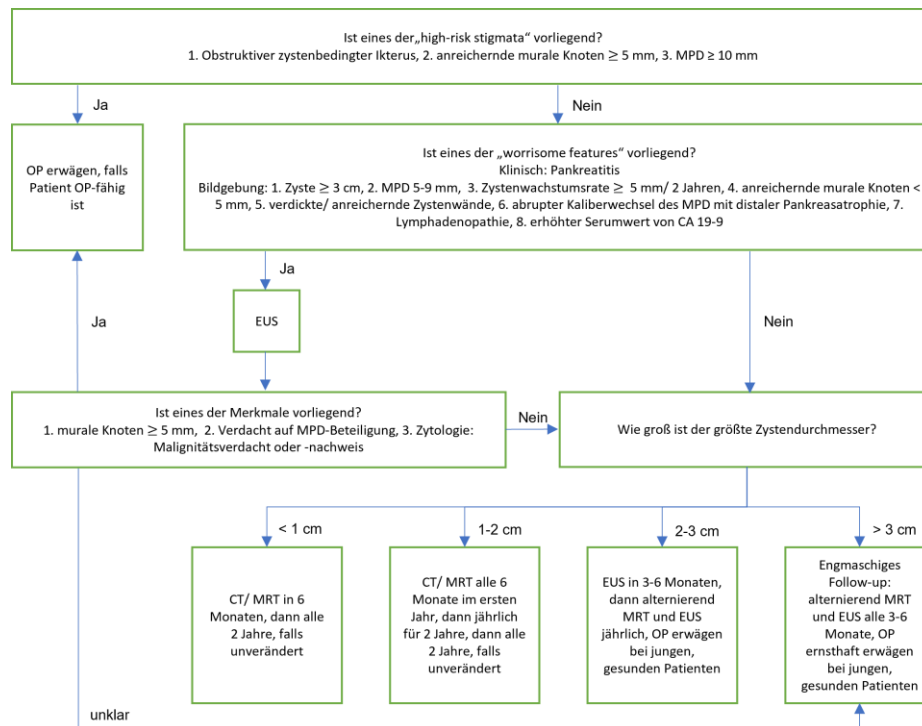 Ist eines der„high-risk stigmata“ vorliegend?
1. Obstruktiver zystenbedingter Ikterus, 2. anreichernde murale Knoten ≥ 5 mm, 3. MPD ≥ 10 mm
Ja
Nein
OP erwägen, falls
Patient OP-fähig
ist
Ist eines der „worrisome features“ vorliegend?
Klinisch: Pankreatitis
Bildgebung: 1. Zyste ≥ 3 cm, 2. MPD 5-9 mm, 3. Zystenwachstumsrate ≥ 5 mm/ 2 Jahren, 4. anreichernde murale Knoten <
5 mm, 5. verdickte/ anreichernde Zystenwände, 6. abrupter Kaliberwechsel des MPD mit distaler Pankreasatrophie, 7.
Lymphadenopathie, 8. erhöhter Serumwert von CA 19-9
Ja
Ja
EUS
Nein
Ist eines der Merkmale vorliegend?
1. murale Knoten ≥ 5 mm, 2. Verdacht auf MPD-Beteiligung, 3. Zytologie:
Malignitätsverdacht oder -nachweis
Nein
Wie groß ist der größte Zystendurchmesser?
< 1 cm
1-2 cm
2-3 cm
> 3 cm
CT/ MRT in 6
Monaten, dann alle
2 Jahre, falls
unverändert
CT/ MRT alle 6
Monate im ersten
Jahr, dann jährlich
für 2 Jahre, dann alle
2 Jahre, falls
unverändert
EUS in 3-6 Monaten,
dann alternierend
MRT und EUS
jährlich, OP erwägen
bei jungen,
gesunden Patienten
Engmaschiges
Follow-up:
alternierend MRT
und EUS alle 3-6
Monate, OP
ernsthaft erwägen
bei jungen,
gesunden Patienten
unklar